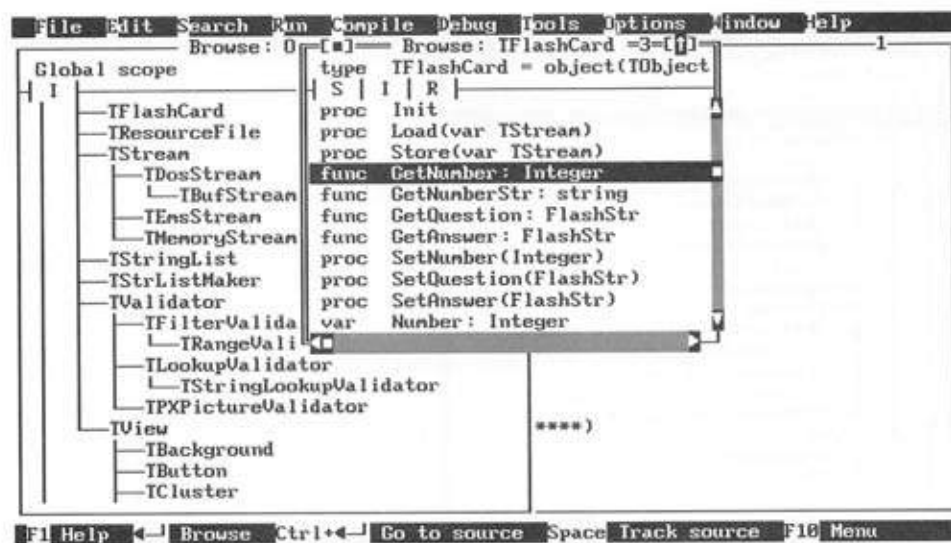 File Edit Search Run Compile Debug Tools Options Window Help
Browse: O
1
Global scope
I
TFlashCard
TResourceFile
TStream
TDosStream
TBufStream
TEmsStream
TMemoryStream
TStringList
TStrListMaker
TValidator
TFilterValida
TRangeVali
TLookupValidator
TStringLookupValidator
TPXPictureValidator
TView
TBackground
TButton
TCluster
[■] Browse: TFlashCard =3=[↑]
type TFlashCard = object(TObject
S | I | R
proc Init
proc Load(var TStream)
proc Store(var TStream)
func GetNumber: Integer
func GetNumberStr: string
func GetQuestion: FlashStr
func GetAnswer: FlashStr
proc SetNumber(Integer)
proc SetQuestion(FlashStr)
proc SetAnswer(FlashStr)
var Number: Integer
****)
F1 Help ◄─┘ Browse Ctrl+◄─┘ Go to source Space Track source F10 Menu